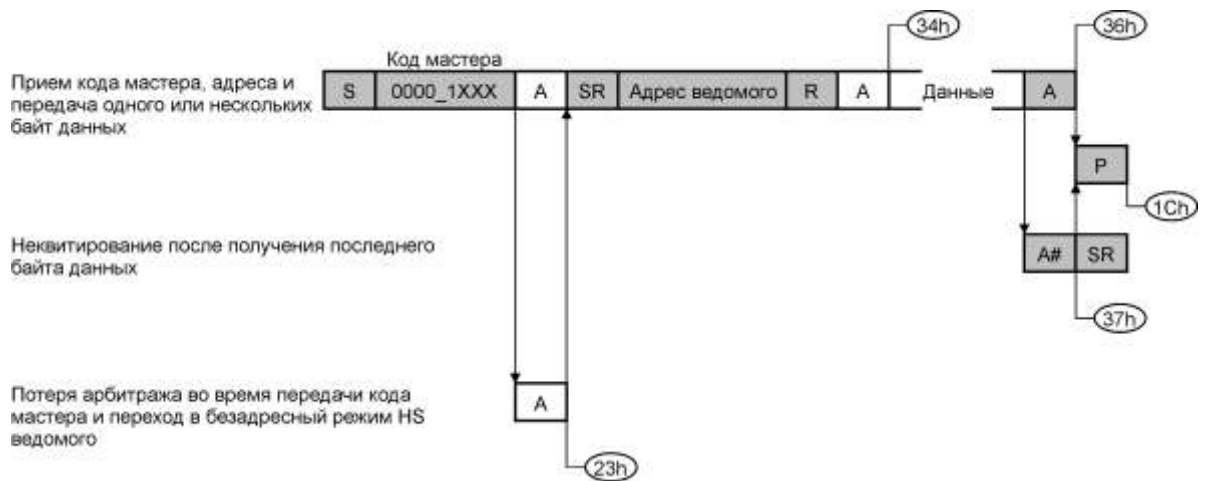 34h
36h
Код мастера
Прием кода мастера, адреса и
передача одного или нескольких
байт данных
S 0000_1XXX A SR Адрес ведомого R A Данные A
P
1Ch
Неквитирование после получения последнего
байта данных
A# SR
37h
Потеря арбитража во время передачи кода
мастера и переход в безадресный режим HS
ведомого
A
23h